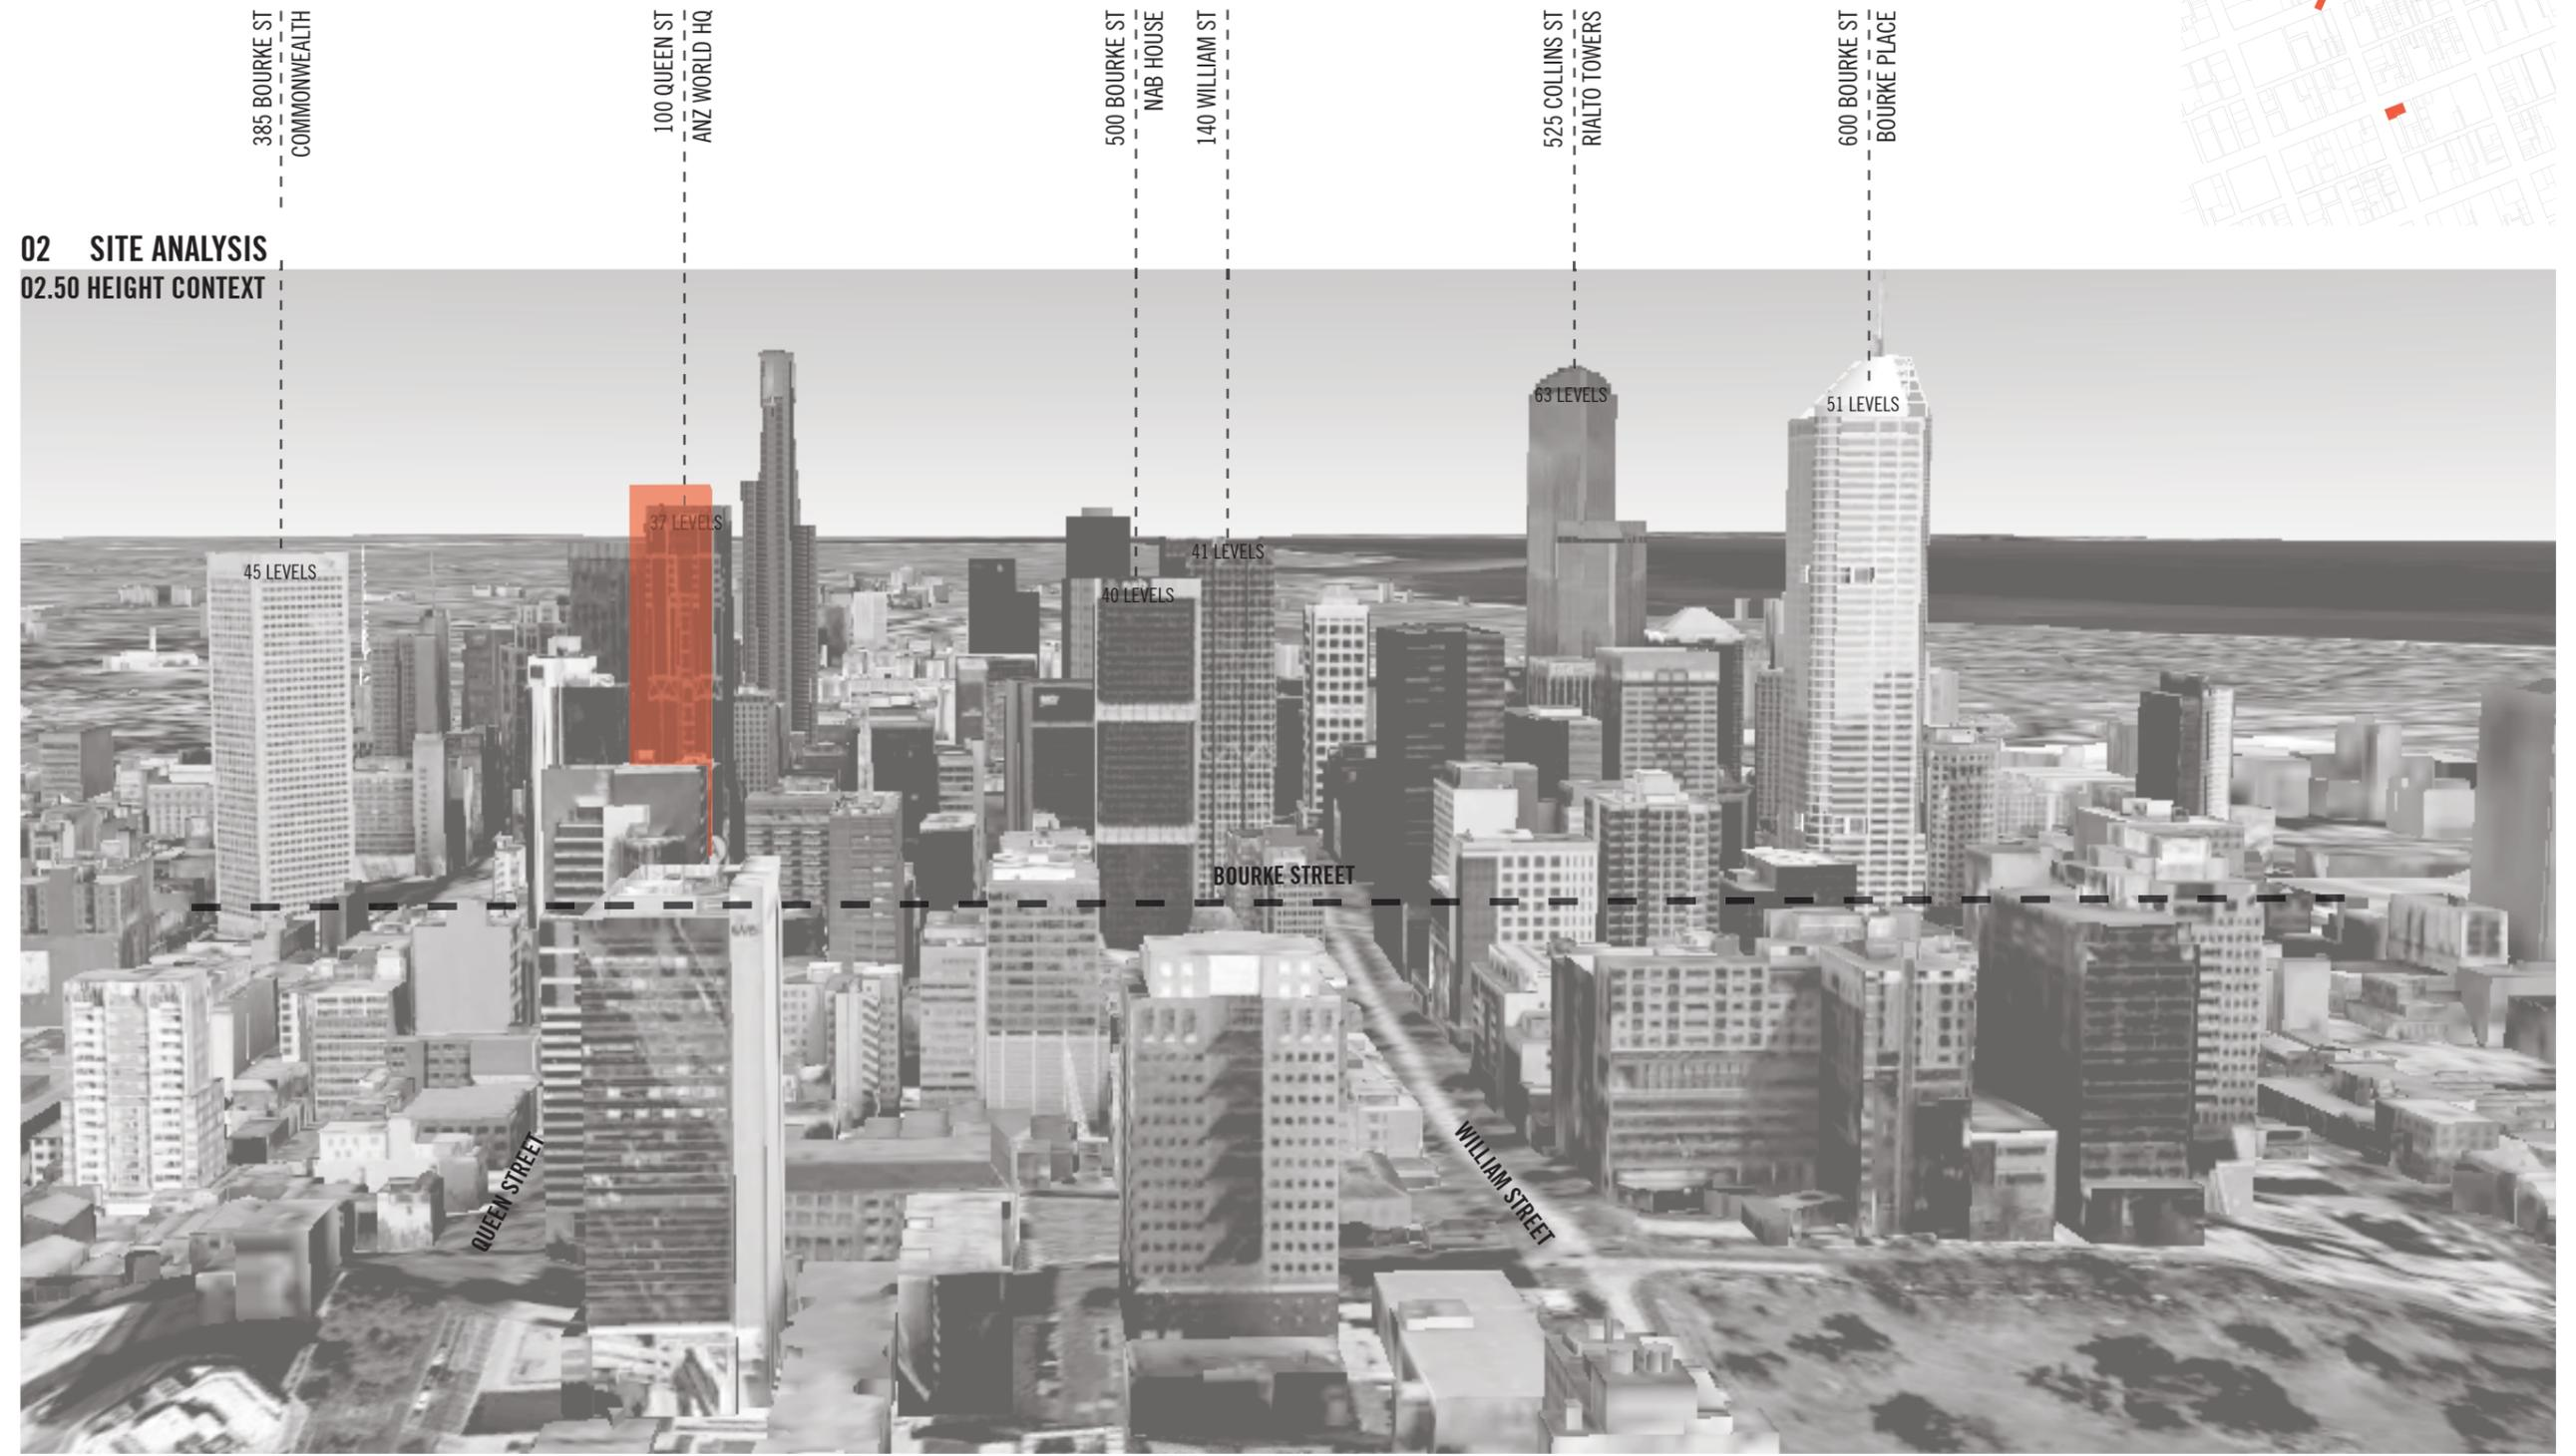 385 BOURKE ST
COMMONWEALTH
100 QUEEN ST
ANZ WORLD HQ
500 BOURKE ST
NAB HOUSE
140 WILLIAM ST
525 COLLINS ST
RIALTO TOWERS
600 BOURKE ST
BOURKE PLACE
02 SITE ANALYSIS
02.50 HEIGHT CONTEXT
63 LEVELS
51 LEVELS
37 LEVELS
41 LEVELS
45 LEVELS
40 LEVELS
BOURKE STREET
QUEEN STREET
WILLIAM STREET